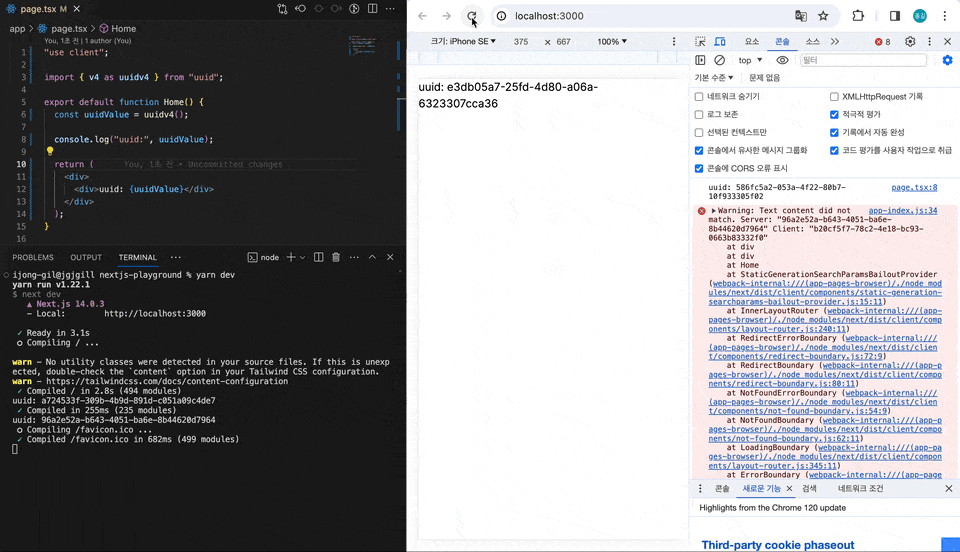 page.tsx M
app > page.tsx > Home
You, 1초 전 | 1 author (You)
1 "use client";
2
3 import { v4 as uuidv4 } from "uuid";
4
5 export default function Home() {
6 const uuidValue = uuidv4();
7
8 console.log("uuid:", uuidValue);
9
10 return ( You, 1초 전 • Uncommitted changes
11 <div>
12 <div>uuid: {uuidValue}</div>
13 </div>
14 );
15 }
16
PROBLEMS OUTPUT TERMINAL ··· node
ijong-gil@jgjgill nextjs-playground % yarn dev
yarn run v1.22.1
$ next dev
▲ Next.js 14.0.3
- Local: http://localhost:3000
✓ Ready in 3.1s
○ Compiling / ...
warn - No utility classes were detected in your source files. If this is unexp
ected, double-check the `content` option in your Tailwind CSS configuration.
warn - https://tailwindcss.com/docs/content-configuration
✓ Compiled / in 2.8s (494 modules)
uuid: a724533f-309b-4b9d-891d-c051a09c4de7
✓ Compiled in 255ms (235 modules)
uuid: 96a2e52a-b643-4051-ba6e-8b44620d7964
○ Compiling /favicon.ico ...
✓ Compiled /favicon.ico in 682ms (499 modules)
localhost:3000
종길
크기: iPhone SE ▼ 375 × 667 100% ▼
uuid: e3db05a7-25fd-4d80-a06a-
6323307cca36
요소 콘솔 소스 8
top ▼ 필터
기본 수준 ▼ 문제 없음
네트워크 숨기기 XMLHttpRequest 기록
로그 보존 적극적 평가
선택된 컨텍스트만 기록에서 자동 완성
콘솔에서 유사한 메시지 그룹화 코드 평가를 사용자 작업으로 취급
콘솔에 CORS 오류 표시
uuid: 586fc5a2-053a-4f22-80b7- page.tsx:8
10f933305f02
Warning: Text content did not app-index.js:34
match. Server: "96a2e52a-b643-4051-ba6e-
8b44620d7964" Client: "b20cf5f7-78c2-4e18-bc93-
0663b83332f0"
at div
at div
at Home
at StaticGenerationSearchParamsBailoutProvider
(webpack-internal:///(app-pages-browser)/./node_mod
ules/next/dist/client/components/static-generation-
searchparams-bailout-provider.js:15:11)
at InnerLayoutRouter (webpack-internal:///(app-
pages-browser)/./node_modules/next/dist/client/com
ponents/layout-router.js:240:11)
at RedirectErrorBoundary (webpack-internal:///
(app-pages-browser)/./node_modules/next/dist/client
/components/redirect-boundary.js:72:9)
at RedirectBoundary (webpack-internal:///(app-
pages-browser)/./node_modules/next/dist/client/comp
onents/redirect-boundary.js:80:11)
at NotFoundErrorBoundary (webpack-internal:///
(app-pages-browser)/./node_modules/next/dist/client
/components/not-found-boundary.js:54:9)
at NotFoundBoundary (webpack-internal:///(app-
pages-browser)/./node_modules/next/dist/client/comp
onents/not-found-boundary.js:62:11)
at LoadingBoundary (webpack-internal:///(app-pag
es-browser)/./node_modules/next/dist/client/compone
nts/layout-router.js:345:11)
at ErrorBoundary (webpack-internal:///(app-page
콘솔 새로운 기능 × 검색 네트워크 조건
Highlights from the Chrome 120 update
Third-party cookie phaseout